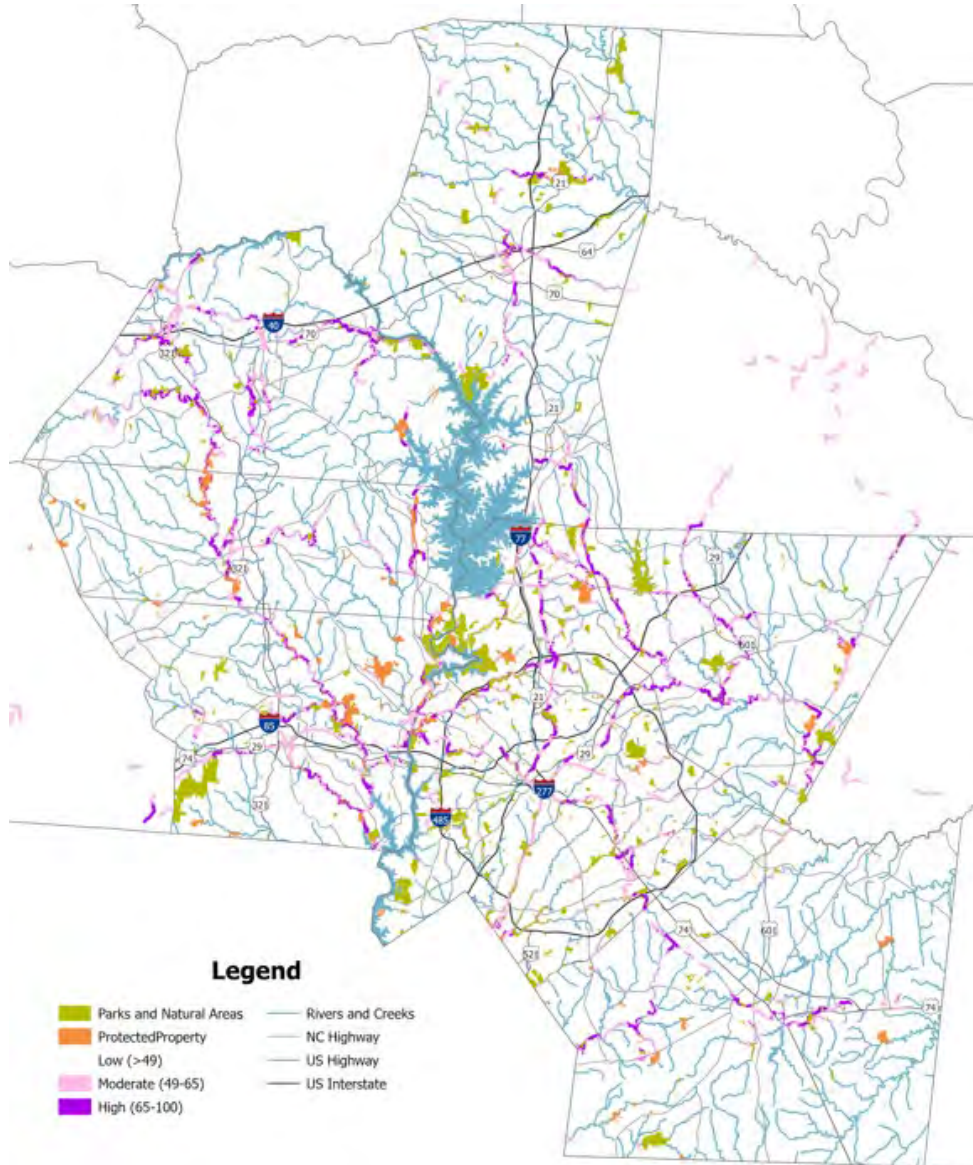 21
64
70
40
70
321
21
77
29
321
601
21
85
29
74
29
277
321
485
74
601
521
74
Legend
Parks and Natural Areas
ProtectedProperty
Low (>49)
Moderate (49-65)
High (65-100)
Rivers and Creeks
NC Highway
US Highway
US Interstate